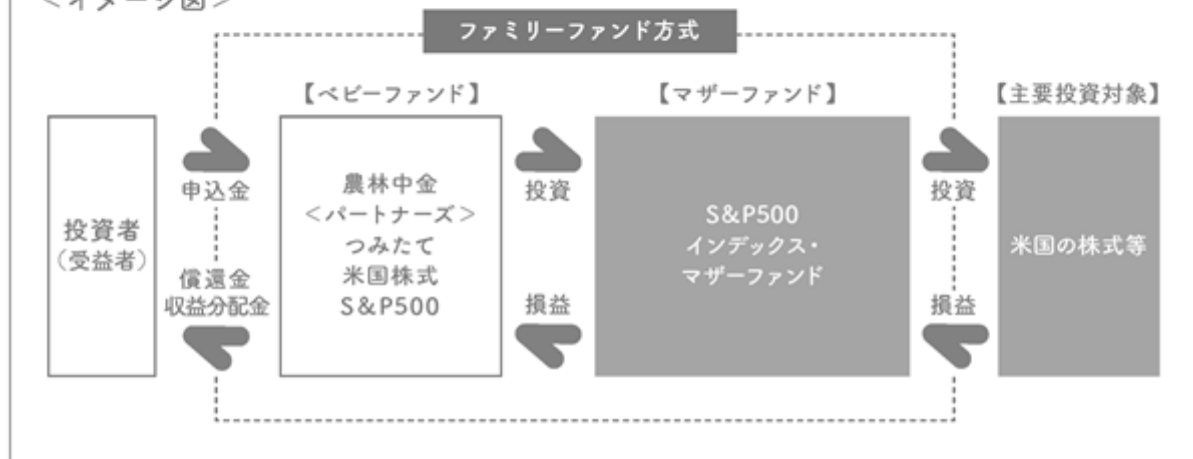 <イメージ図>
ファミリーファンド方式
【ベビーファンド】
【マザーファンド】
【主要投資対象】
投資者
（受益者）
申込金
償還金
収益分配金
農林中金
<パートナーズ>
つみたて
米国株式
S&P500
投資
損益
S&P500
インデックス・
マザーファンド
投資
損益
米国の株式等